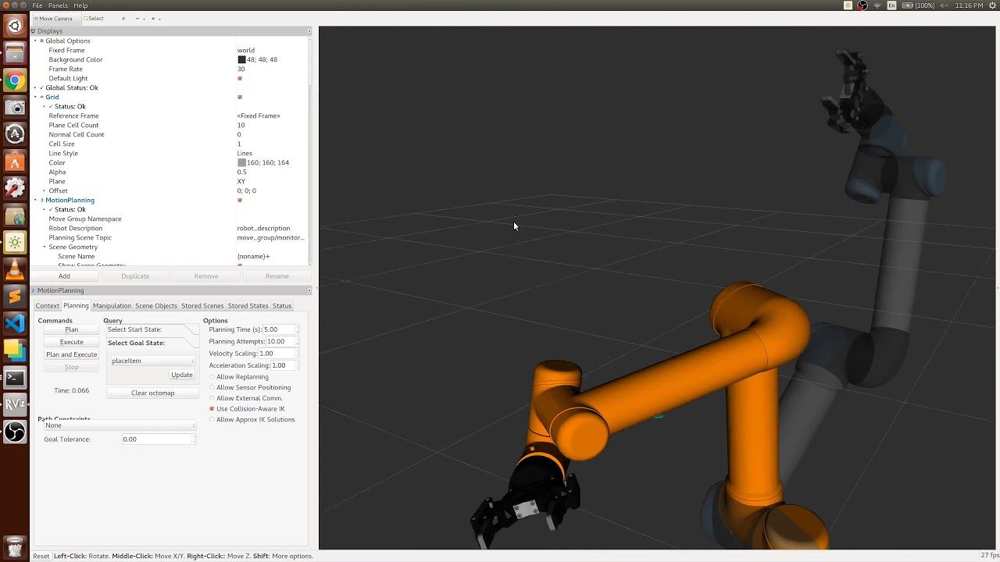 File Panels Help
En (100%) 11:16 PM
Move Camera Select
Displays
Global Options
Fixed Frame world
Background Color 48; 48; 48
Frame Rate 30
Default Light
Global Status: Ok
Grid
Status: Ok
Reference Frame <Fixed Frame>
Plane Cell Count 10
Normal Cell Count 0
Cell Size 1
Line Style Lines
Color 160; 160; 164
Alpha 0.5
Plane XY
Offset 0; 0; 0
MotionPlanning
Status: Ok
Move Group Namespace
Robot Description robot_description
Planning Scene Topic move_group/monitor...
Scene Geometry
Scene Name (noname)+
Show Scene Geometry
Add Duplicate Remove Rename
MotionPlanning
Context Planning Manipulation Scene Objects Stored Scenes Stored States Status
Commands Query Options
Plan Select Start State: Planning Time (s): 5.00
Execute Select Goal State: Planning Attempts: 10.00
Plan and Execute Velocity Scaling: 1.00
Stop placeItem Acceleration Scaling: 1.00
Update Allow Replanning
Time: 0.066 Clear octomap Allow Sensor Positioning
Allow External Comm.
Use Collision-Aware IK
Path Constraints Allow Approx IK Solutions
None
Goal Tolerance: 0.00
RViz
Reset Left-Click: Rotate. Middle-Click: Move X/Y. Right-Click:: Move Z. Shift: More options. 27 fps